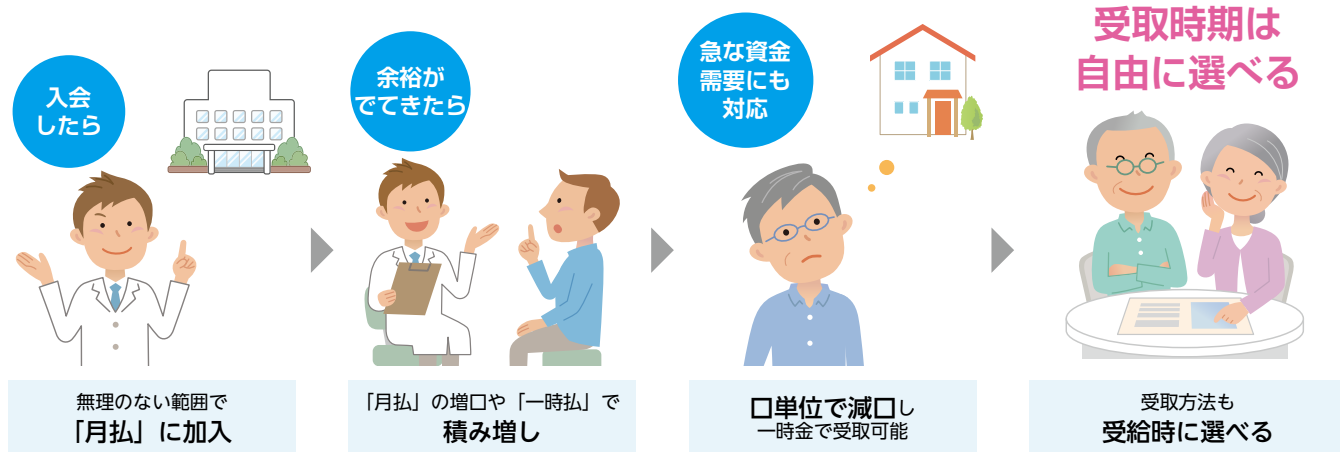 入会
したら
無理のない範囲で
「月払」に加入
余裕が
でてきたら
「月払」の増口や「一時払」で
積み増し
急な資金
需要にも
対応
口単位で減口し
一時金で受取可能
受取時期は
自由に選べる
受取方法も
受給時に選べる